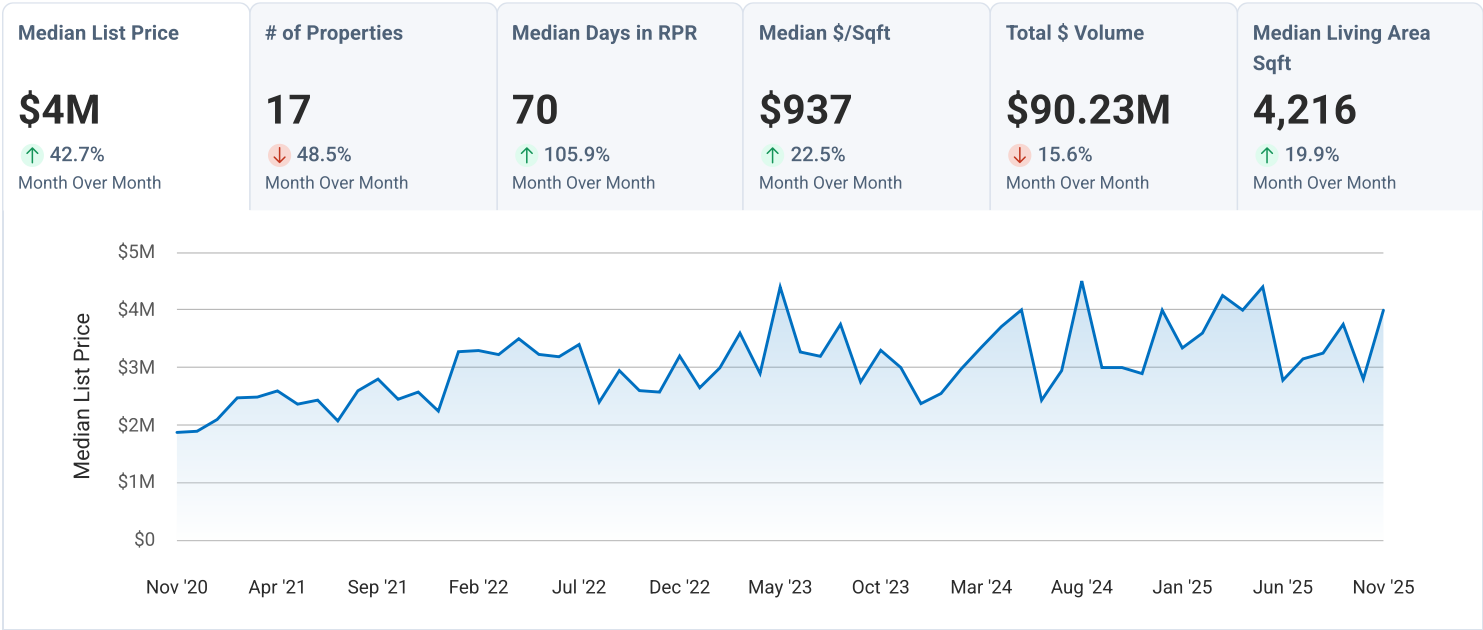 Median List Price
$4M
42.7%
Month Over Month
# of Properties
17
48.5%
Month Over Month
Median Days in RPR
70
105.9%
Month Over Month
Median $/Sqft
$937
22.5%
Month Over Month
Total $ Volume
$90.23M
15.6%
Month Over Month
Median Living Area
Sqft
4,216
19.9%
Month Over Month
Median List Price
$5M
$4M
$3M
$2M
$1M
$0
Nov '20 Apr '21 Sep '21 Feb '22 Jul '22 Dec '22 May '23 Oct '23 Mar '24 Aug '24 Jan '25 Jun '25 Nov '25